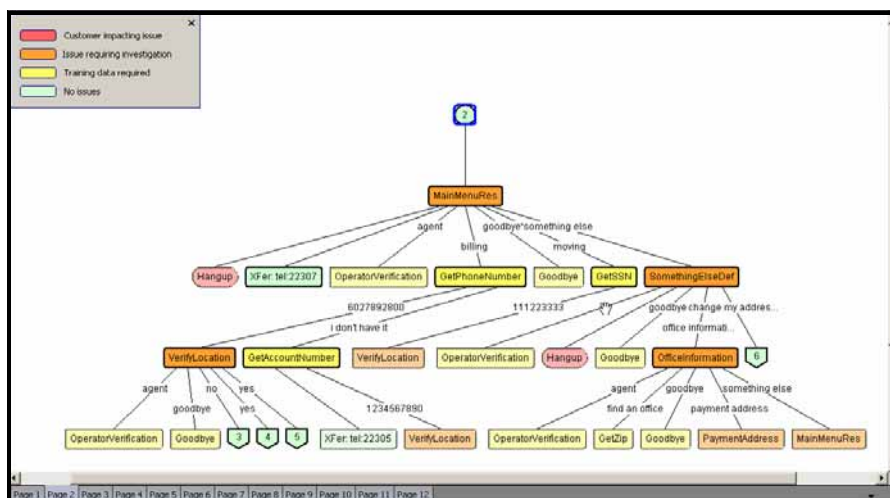 Customer impacting issue
Issue requiring investigation
Training data required
No issues
2
MainMenuRes
agent
goodbye
something else
billing
moving
Hangup
XFer: tel:22307
OperatorVerification
GetPhoneNumber
Goodbye
GetSSN
SomethingElseDef
6027892800
111223333
goodbye
change my addres...
i don't have it
office informati...
VerifyLocation
GetAccountNumber
VerifyLocation
OperatorVerification
Hangup
Goodbye
OfficeInformation
6
agent
no
yes
agent
goodbye
something else
goodbye
yes
1234567890
find an office
payment address
OperatorVerification
Goodbye
3
4
5
XFer: tel:22305
VerifyLocation
OperatorVerification
GetZip
Goodbye
PaymentAddress
MainMenuRes
Page 1 Page 2 Page 3 Page 4 Page 5 Page 6 Page 7 Page 8 Page 9 Page 10 Page 11 Page 12